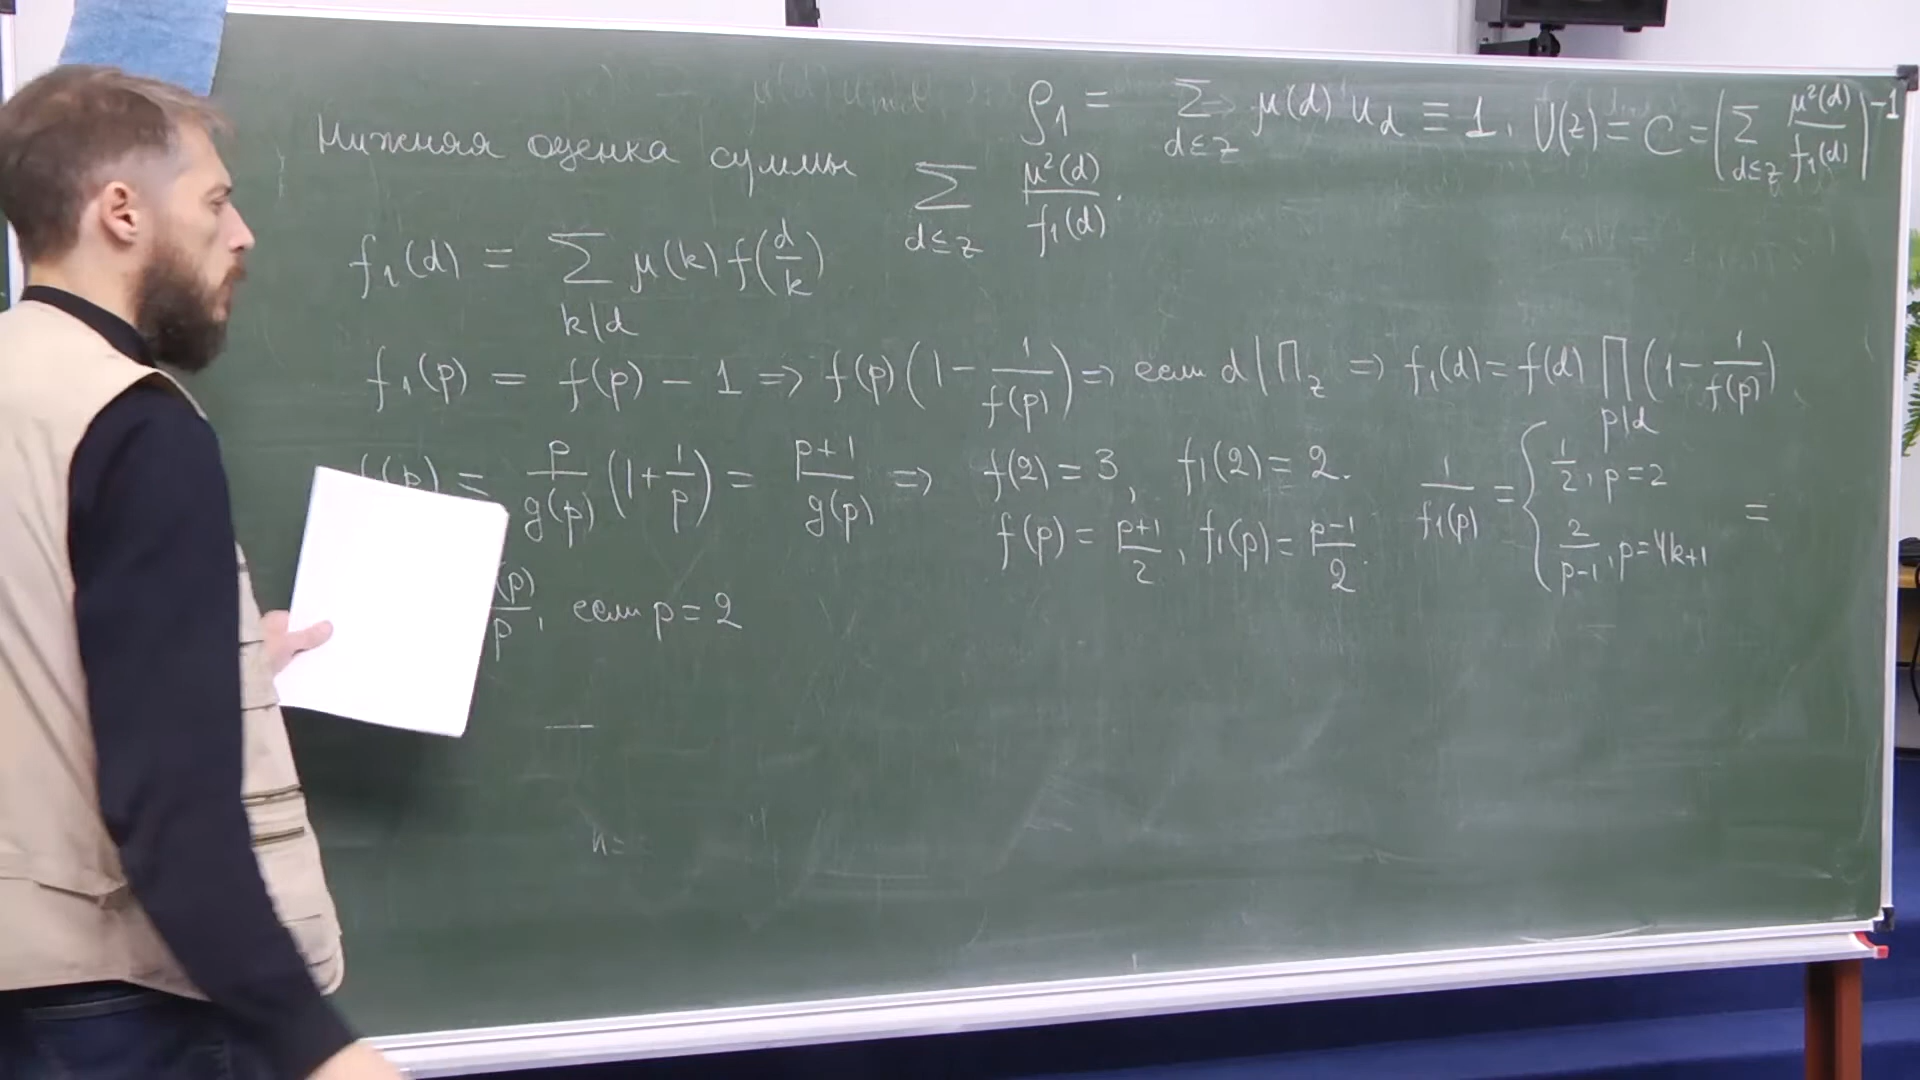 ρ₁ = ∑_{d≤z} μ(d) u_d ≡ 1. V(z) = C = (∑_{d≤z} μ²(d)/f₁(d))⁻¹
Нижняя оценка суммы ∑_{d≤z} μ²(d)/f₁(d).
f₁(d) = ∑_{k|d} μ(k) f(d/k)
f₁(p) = f(p) − 1 ⇒ f(p)(1 − 1/f(p)) ⇒ если d | Π_z ⇒ f₁(d) = f(d) ∏_{p|d} (1 − 1/f(p))
(p) = p/g(p) (1 + 1/p) = (p+1)/g(p) ⇒ f(2) = 3, f₁(2) = 2. 1/f₁(p) = { 1/2, p=2 =
f(p) = (p+1)/2, f₁(p) = (p−1)/2. 2/(p−1), p=4k+1
(p)/p, если p = 2
n=